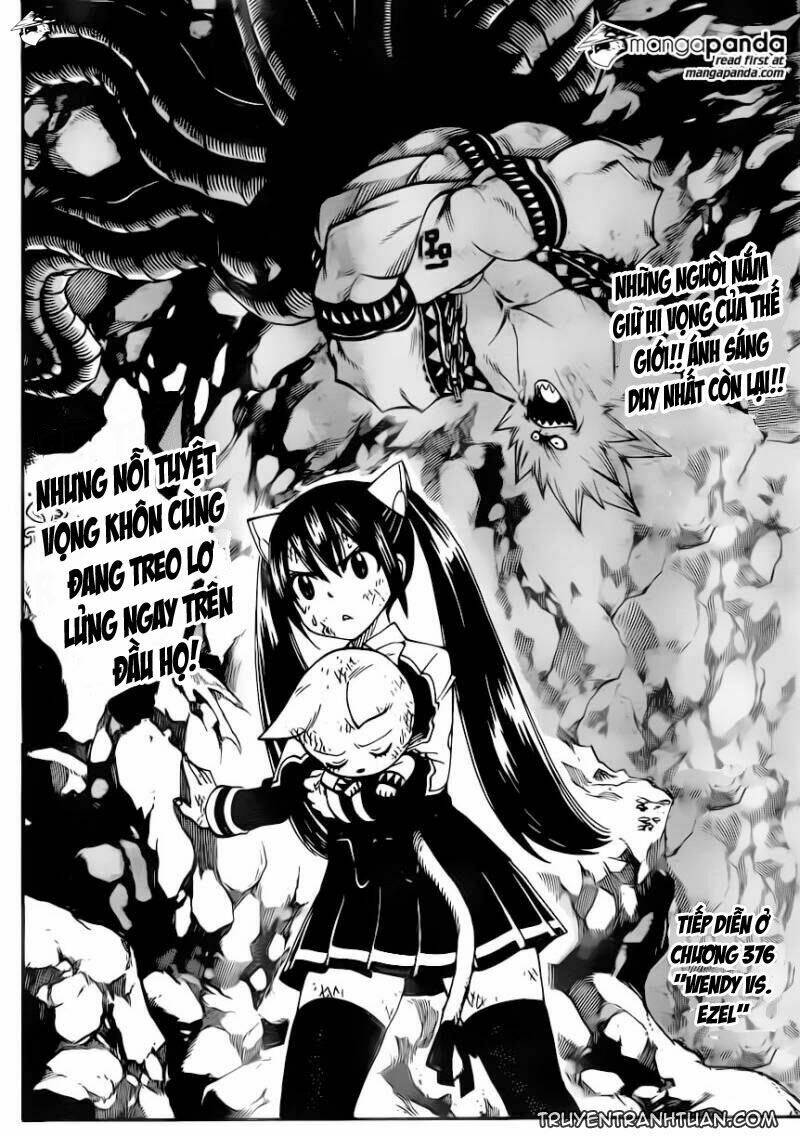 mangapanda
read first at
mangapanda.com
NHỮNG NGƯỜI NẮM
GIỮ HI VỌNG CỦA THẾ
GIỚI!! ÁNH SÁNG
DUY NHẤT CÒN LẠI!!
NHƯNG NỖI TUYỆT
VỌNG KHÔN CÙNG
ĐANG TREO LƠ
LỬNG NGAY TRÊN
ĐẦU HỌ!
TIẾP DIỄN Ở
CHƯƠNG 376
"WENDY VS.
EZEL"
TRUYENTRANHTUAN.COM